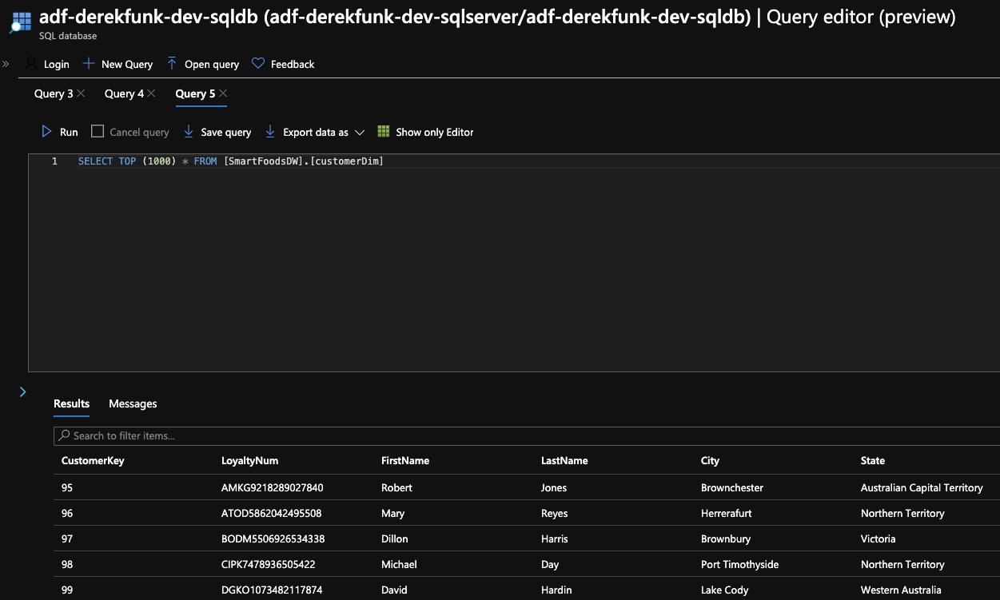 adf-derekfunk-dev-sqldb (adf-derekfunk-dev-sqlserver/adf-derekfunk-dev-sqldb) | Query editor (preview)
SQL database
» Login New Query Open query Feedback
Query 3 Query 4 Query 5
Run Cancel query Save query Export data as Show only Editor
1 SELECT TOP (1000) * FROM [SmartFoodsDW].[customerDim]
Results Messages
Search to filter items...
CustomerKey LoyaltyNum FirstName LastName City State
95 AMKG9218289027840 Robert Jones Brownchester Australian Capital Territory
96 ATOD5862042495508 Mary Reyes Herrerafurt Northern Territory
97 BODM5506926534338 Dillon Harris Brownbury Victoria
98 CIPK7478936505422 Michael Day Port Timothyside Northern Territory
99 DGKO1073482117874 David Hardin Lake Cody Western Australia